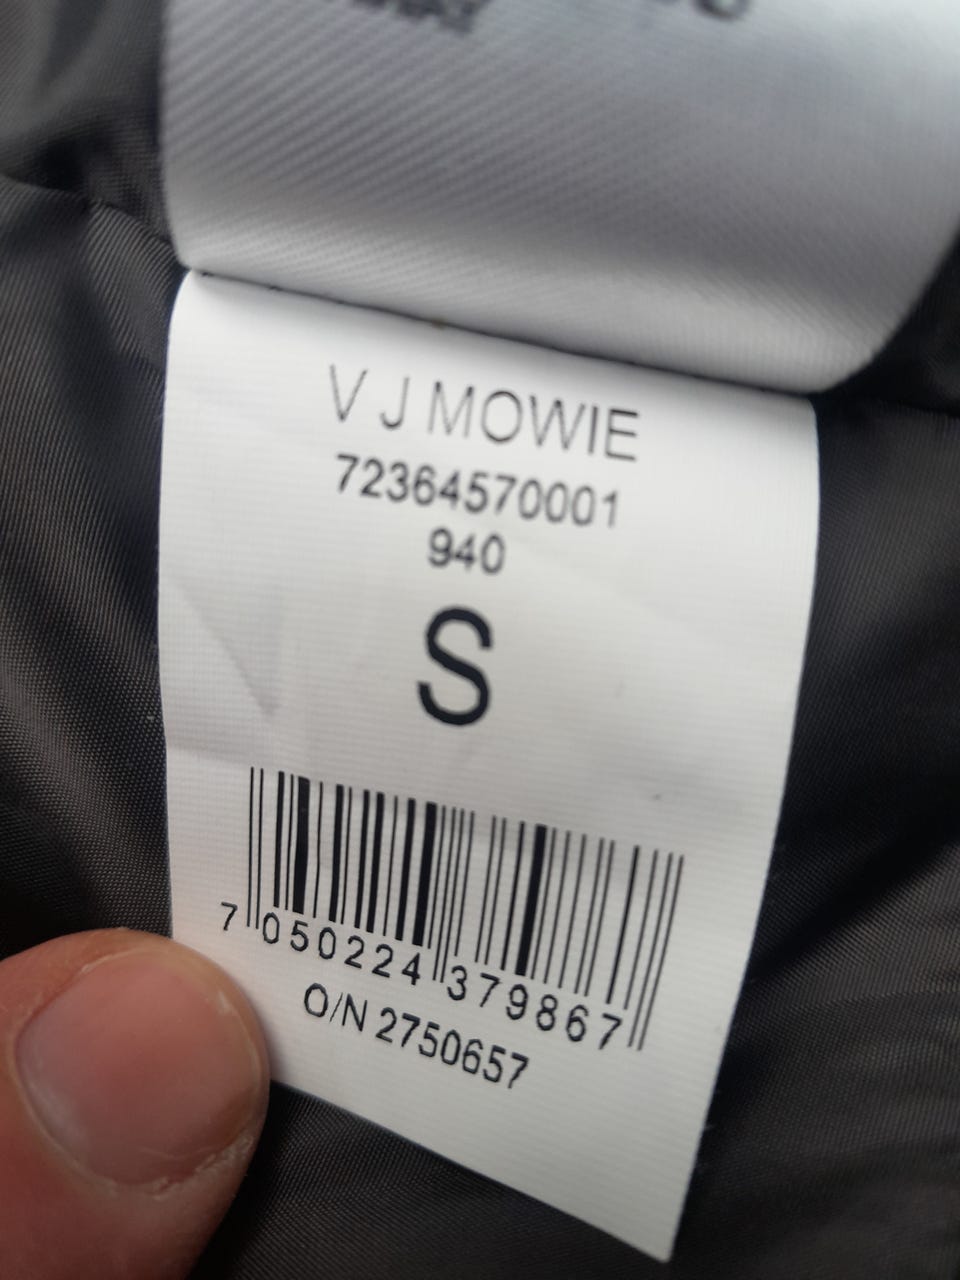 V J MOWIE
72364570001
940
S
7 050224 379867
O/N 2750657